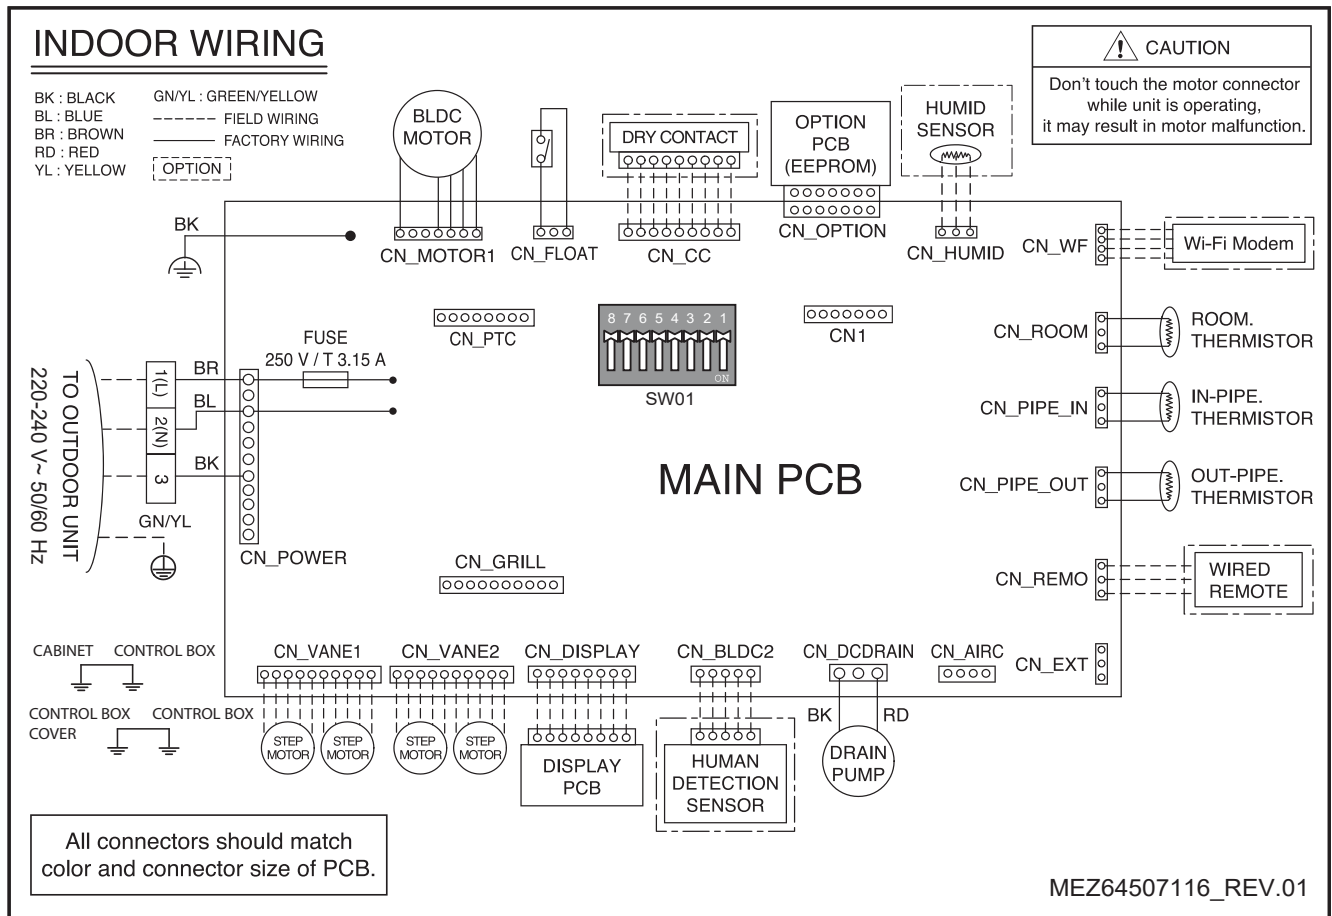 INDOOR WIRING
BK : BLACK
BL : BLUE
BR : BROWN
RD : RED
YL : YELLOW
GN/YL : GREEN/YELLOW
FIELD WIRING
FACTORY WIRING
OPTION
CAUTION
Don't touch the motor connector
while unit is operating,
it may result in motor malfunction.
BLDC
MOTOR
DRY CONTACT
OPTION
PCB
(EEPROM)
HUMID
SENSOR
BK
CN_MOTOR1
CN_FLOAT
CN_CC
CN_OPTION
CN_HUMID
CN_WF
Wi-Fi Modem
CN_PTC
8 7 6 5 4 3 2 1
ON
SW01
CN1
CN_ROOM
ROOM.
THERMISTOR
FUSE
250 V / T 3.15 A
TO OUTDOOR UNIT
220-240 V~ 50/60 Hz
1(L)
2(N)
3
BR
BL
BK
GN/YL
CN_POWER
CN_PIPE_IN
IN-PIPE.
THERMISTOR
MAIN PCB
CN_PIPE_OUT
OUT-PIPE.
THERMISTOR
CN_GRILL
CN_REMO
WIRED
REMOTE
CABINET CONTROL BOX
CONTROL BOX
COVER
CONTROL BOX
CN_VANE1
CN_VANE2
CN_DISPLAY
CN_BLDC2
CN_DCDRAIN
CN_AIRC
CN_EXT
STEP
MOTOR
STEP
MOTOR
STEP
MOTOR
STEP
MOTOR
DISPLAY
PCB
HUMAN
DETECTION
SENSOR
BK
RD
DRAIN
PUMP
All connectors should match
color and connector size of PCB.
MEZ64507116_REV.01